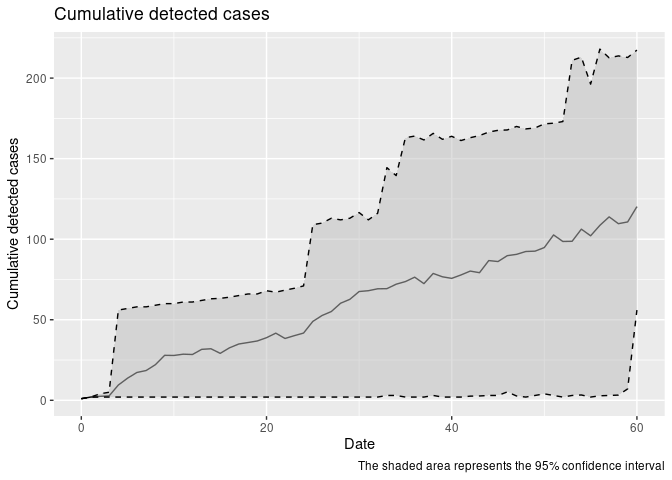 Cumulative detected cases
Cumulative detected cases
200
150
100
50
0
0 20 40 60
Date
The shaded area represents the 95% confidence interval